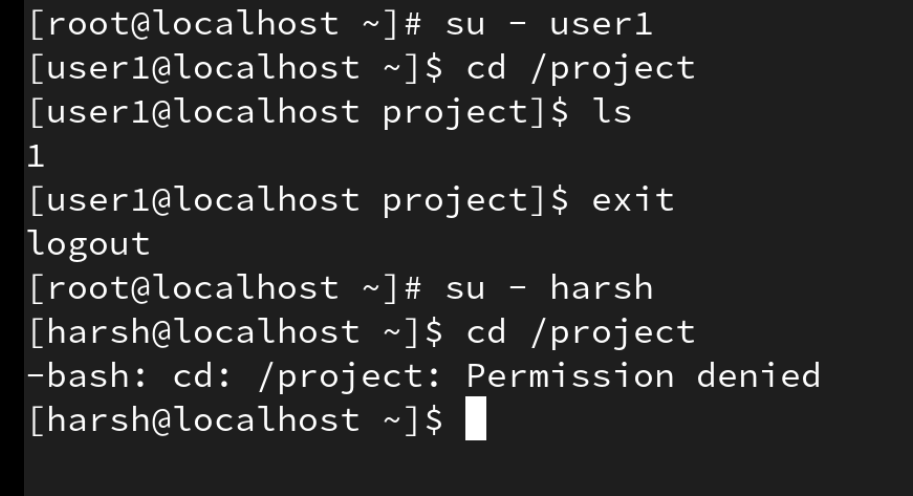 [root@localhost ~]# su - user1
[user1@localhost ~]$ cd /project
[user1@localhost project]$ ls
1
[user1@localhost project]$ exit
logout
[root@localhost ~]# su - harsh
[harsh@localhost ~]$ cd /project
-bash: cd: /project: Permission denied
[harsh@localhost ~]$